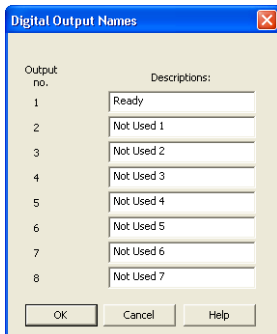 Digital Output Names
Output no.
Descriptions:
1 Ready
2 Not Used 1
3 Not Used 2
4 Not Used 3
5 Not Used 4
6 Not Used 5
7 Not Used 6
8 Not Used 7
OK Cancel Help